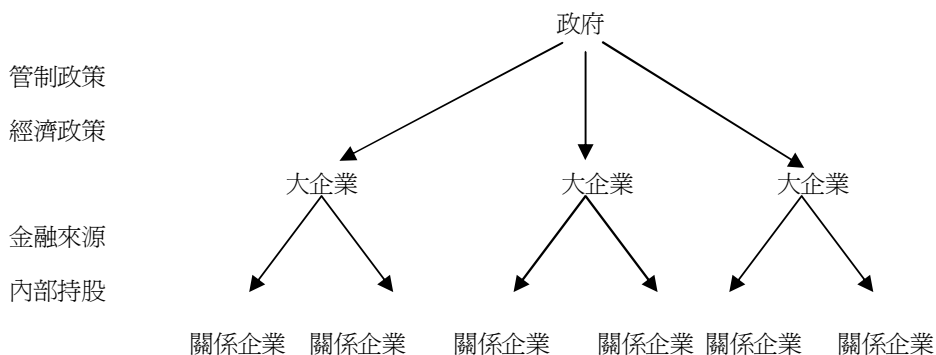 政府
管制政策
經濟政策
大企業 大企業 大企業
金融來源
內部持股
關係企業 關係企業 關係企業 關係企業 關係企業 關係企業